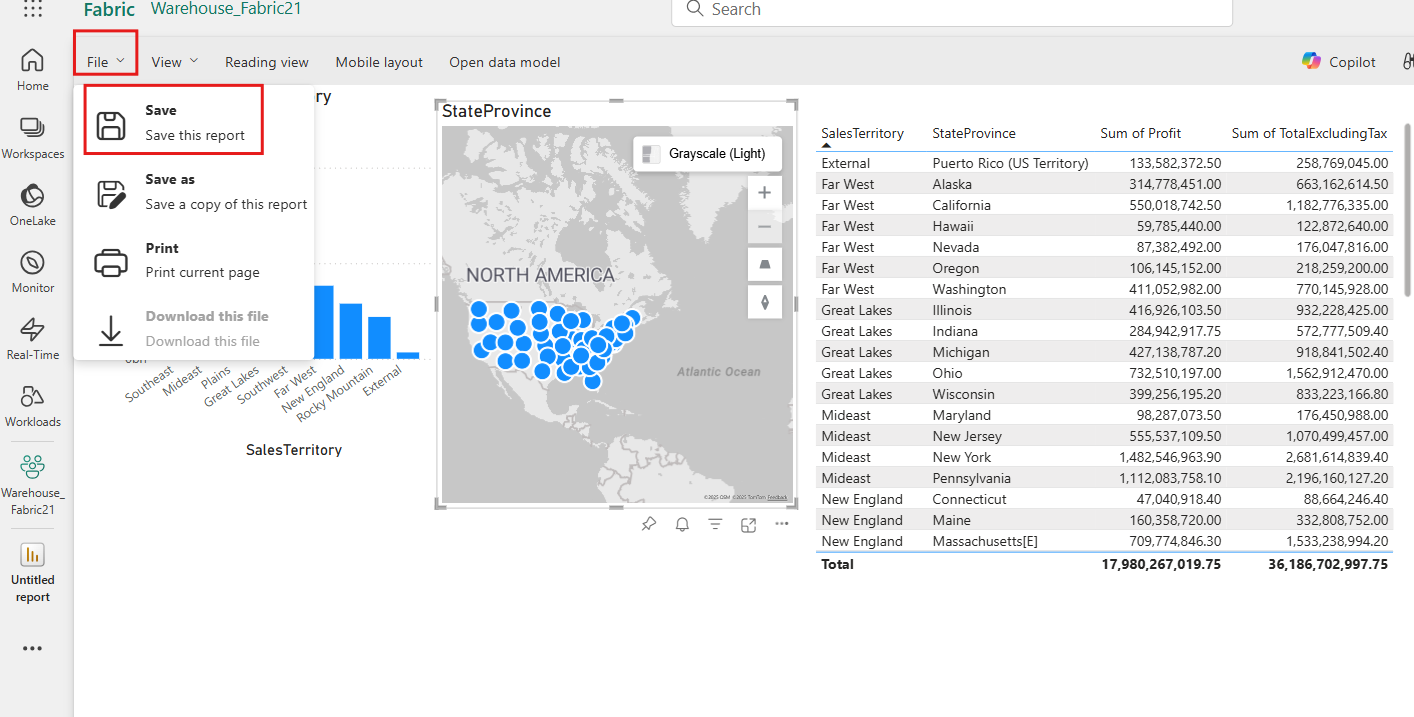 Fabric Warehouse_Fabric21
Search
File View Reading view Mobile layout Open data model
Copilot
Home
Workspaces
OneLake
Monitor
Real-Time
Workloads
Warehouse_
Fabric21
Untitled
report
Save
Save this report
Save as
Save a copy of this report
Print
Print current page
Download this file
Download this file
ry
0bn
Southeast
Mideast
Plains
Great Lakes
Southwest
Far West
New England
Rocky Mountain
External
SalesTerritory
StateProvince
Grayscale (Light)
NORTH AMERICA
Atlantic Ocean
©2025 OSM ©2025 TomTom Feedback
SalesTerritory StateProvince Sum of Profit Sum of TotalExcludingTax
External Puerto Rico (US Territory) 133,582,372.50 258,769,045.00
Far West Alaska 314,778,451.00 663,162,614.50
Far West California 550,018,742.50 1,182,776,335.00
Far West Hawaii 59,785,440.00 122,872,640.00
Far West Nevada 87,382,492.00 176,047,816.00
Far West Oregon 106,145,152.00 218,259,200.00
Far West Washington 411,052,982.00 770,145,928.00
Great Lakes Illinois 416,926,103.50 932,228,425.00
Great Lakes Indiana 284,942,917.75 572,777,509.40
Great Lakes Michigan 427,138,787.20 918,841,502.40
Great Lakes Ohio 732,510,197.00 1,562,912,470.00
Great Lakes Wisconsin 399,256,195.20 833,223,166.80
Mideast Maryland 98,287,073.50 176,450,988.00
Mideast New Jersey 555,537,109.50 1,070,499,457.00
Mideast New York 1,482,546,963.90 2,681,614,839.40
Mideast Pennsylvania 1,112,083,758.10 2,196,160,127.20
New England Connecticut 47,040,918.40 88,664,246.40
New England Maine 160,358,720.00 332,808,752.00
New England Massachusetts[E] 709,774,846.30 1,533,238,994.20
Total 17,980,267,019.75 36,186,702,997.75